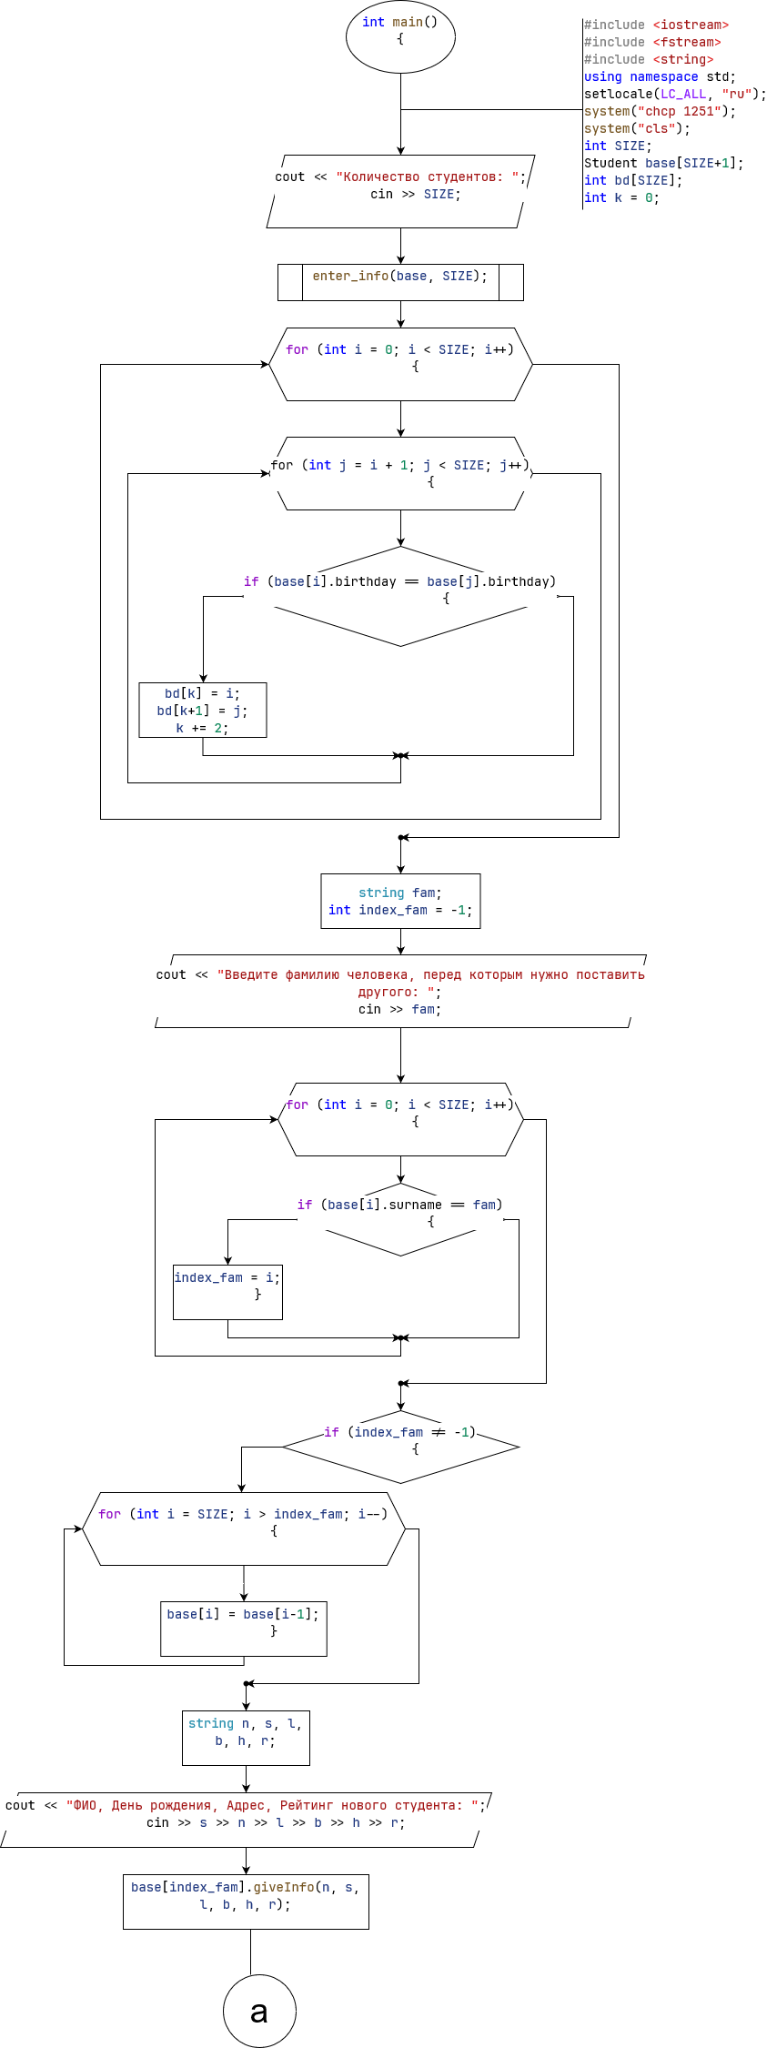 int main()
{
#include <iostream>
#include <fstream>
#include <string>
using namespace std;
setlocale(LC_ALL, "ru");
system("chcp 1251");
system("cls");
int SIZE;
Student base[SIZE+1];
int bd[SIZE];
int k = 0;
cout << "Количество студентов: ";
cin >> SIZE;
enter_info(base, SIZE);
for (int i = 0; i < SIZE; i++)
{
for (int j = i + 1; j < SIZE; j++)
{
if (base[i].birthday == base[j].birthday)
{
bd[k] = i;
bd[k+1] = j;
k += 2;
string fam;
int index_fam = -1;
cout << "Введите фамилию человека, перед которым нужно поставить
другого: ";
cin >> fam;
for (int i = 0; i < SIZE; i++)
{
if (base[i].surname == fam)
{
index_fam = i;
}
if (index_fam != -1)
{
for (int i = SIZE; i > index_fam; i--)
{
base[i] = base[i-1];
}
string n, s, l,
b, h, r;
cout << "ФИО, День рождения, Адрес, Рейтинг нового студента: ";
cin >> s >> n >> l >> b >> h >> r;
base[index_fam].giveInfo(n, s,
l, b, h, r);
a